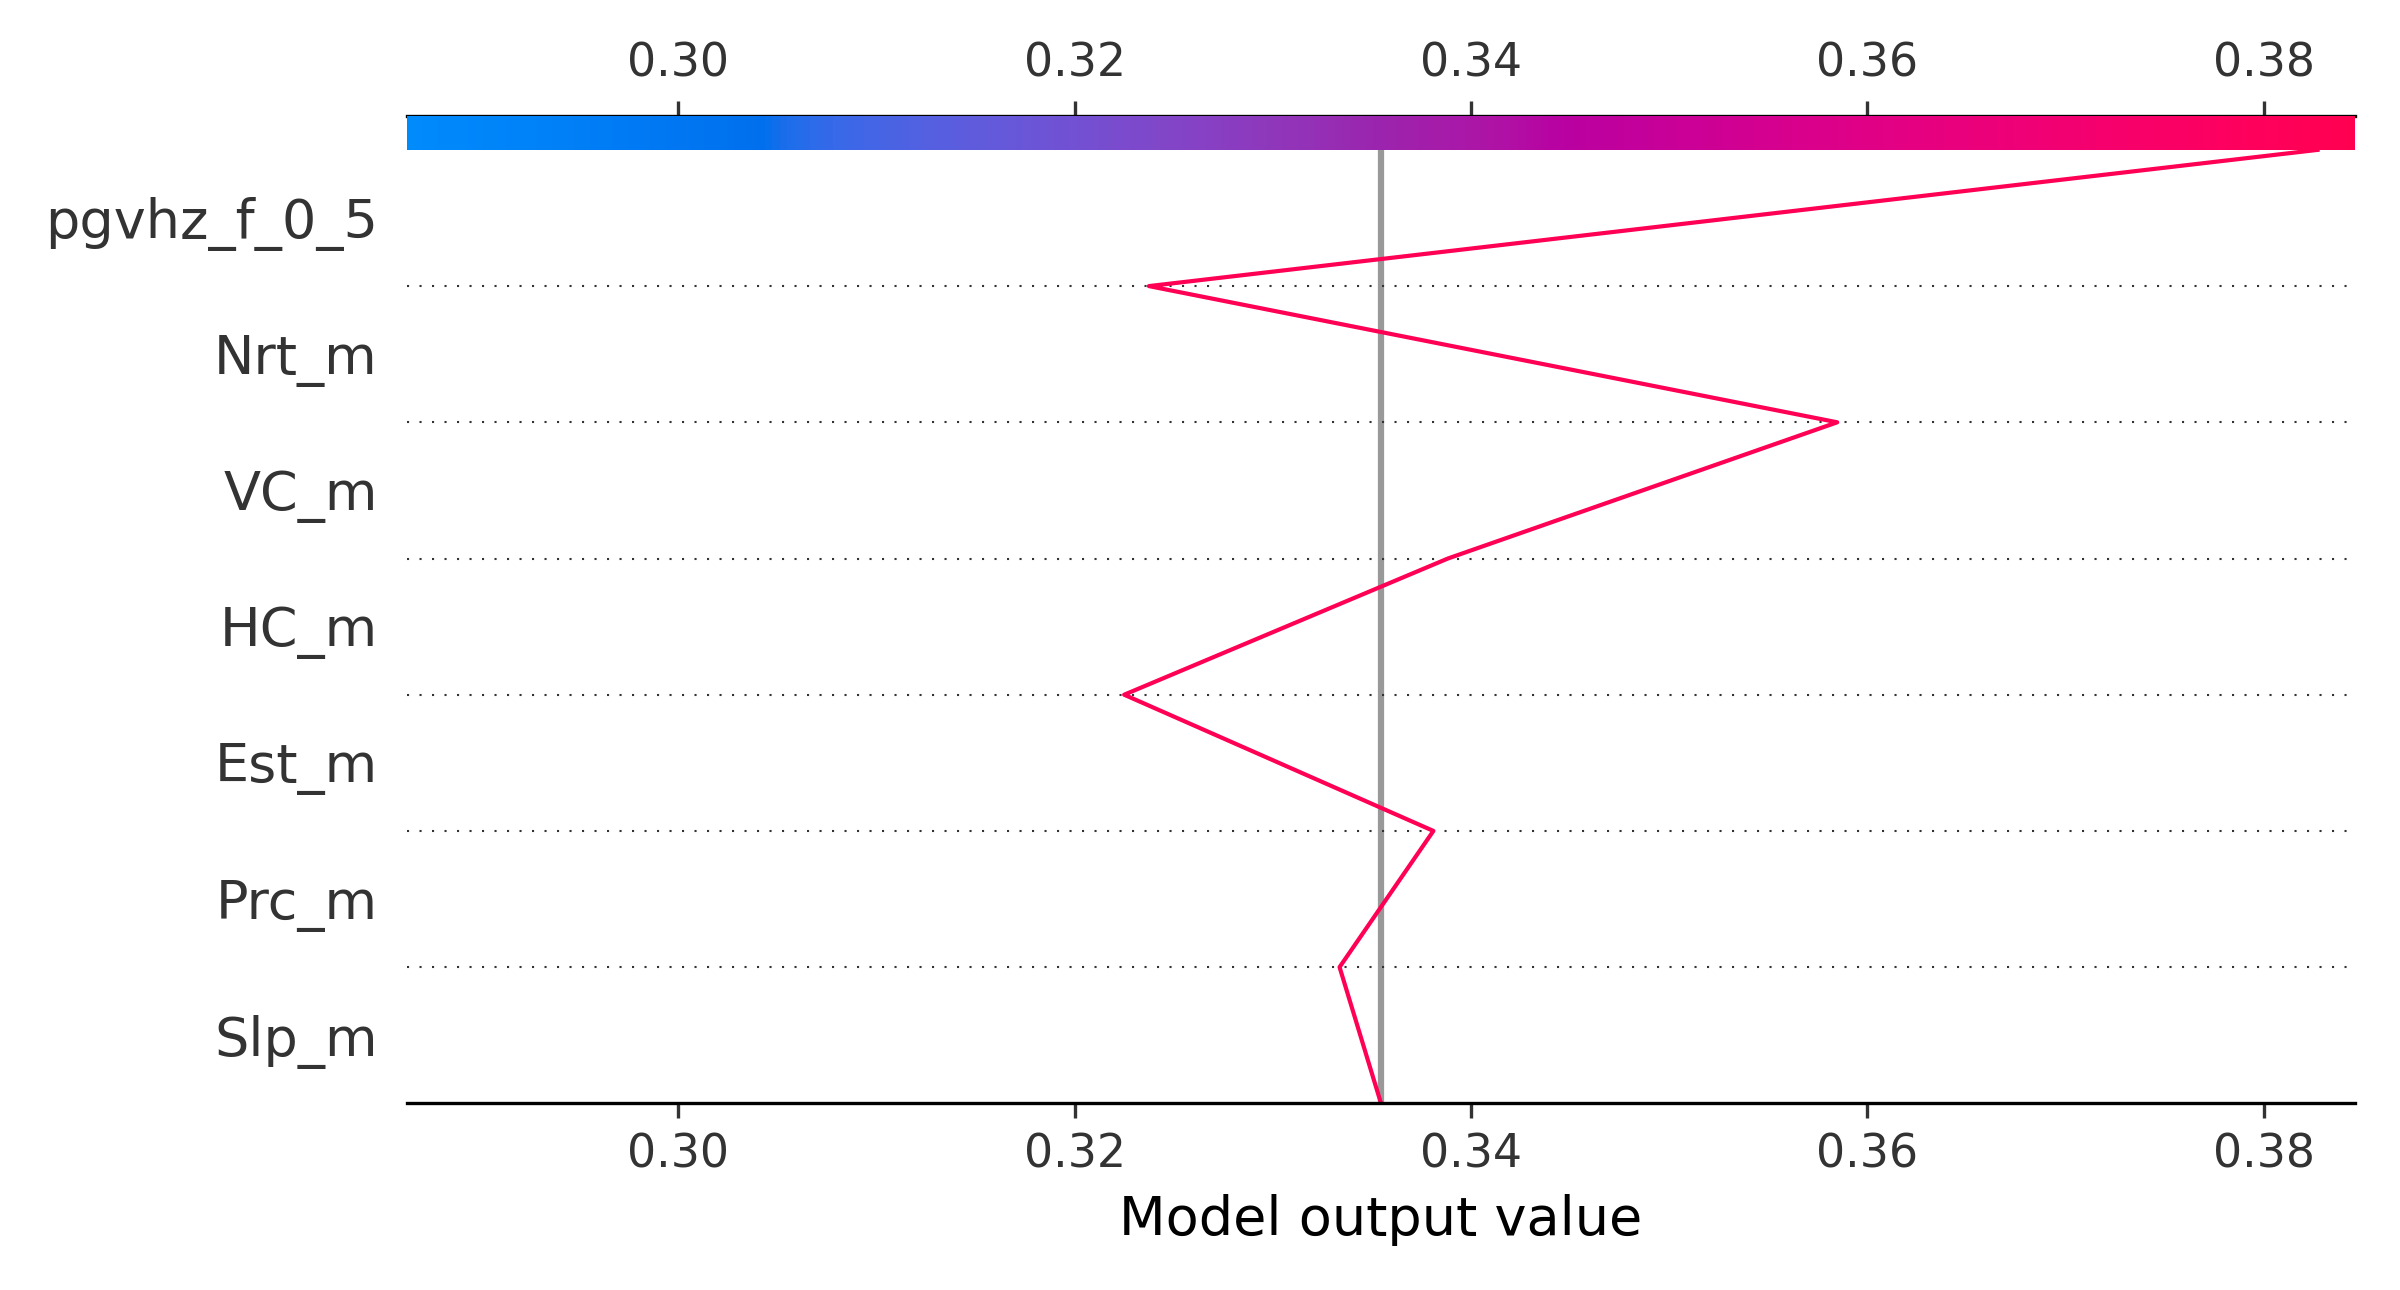 0.30 0.32 0.34 0.36 0.38
pgvhz_f_0_5
Nrt_m
VC_m
HC_m
Est_m
Prc_m
Slp_m
0.30 0.32 0.34 0.36 0.38
Model output value